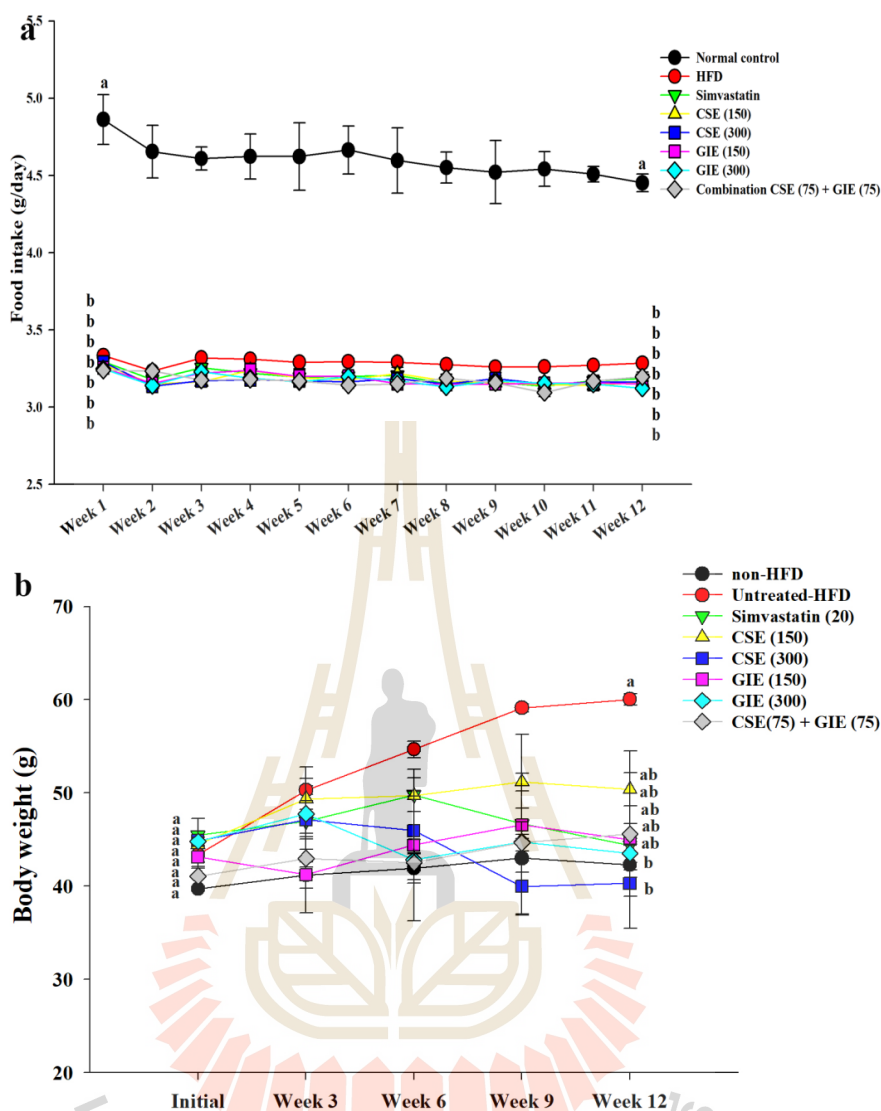 a
5.5
5.0
4.5
4.0
3.5
3.0
2.5
Food intake (g/day)
a
a
b
b
b
b
b
b
b
b
b
b
b
b
b
b
Normal control
HFD
Simvastatin
CSE (150)
CSE (300)
GIE (150)
GIE (300)
Combination CSE (75) + GIE (75)
Week 1
Week 2
Week 3
Week 4
Week 5
Week 6
Week 7
Week 8
Week 9
Week 10
Week 11
Week 12
b
70
60
50
40
30
20
Body weight (g)
a
a
a
a
a
a
a
a
a
ab
ab
ab
ab
ab
b
b
non-HFD
Untreated-HFD
Simvastatin (20)
CSE (150)
CSE (300)
GIE (150)
GIE (300)
CSE(75) + GIE (75)
Initial
Week 3
Week 6
Week 9
Week 12